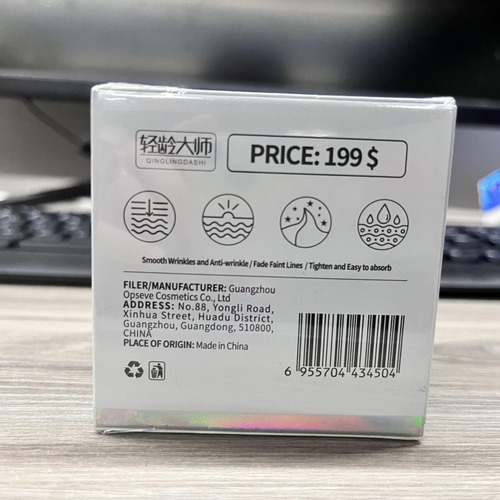 轻龄大师
QINGLINGDASHI
PRICE: 199 $
Smooth Wrinkles and Anti-wrinkle / Fade Faint Lines / Tighten and Easy to absorb
FILER/MANUFACTURER: Guangzhou
Opseve Cosmetics Co., Ltd
ADDRESS: No.88, Yongli Road,
Xinhua Street, Huadu District,
Guangzhou, Guangdong, 510800,
CHINA
PLACE OF ORIGIN: Made in China
6 955704 434504